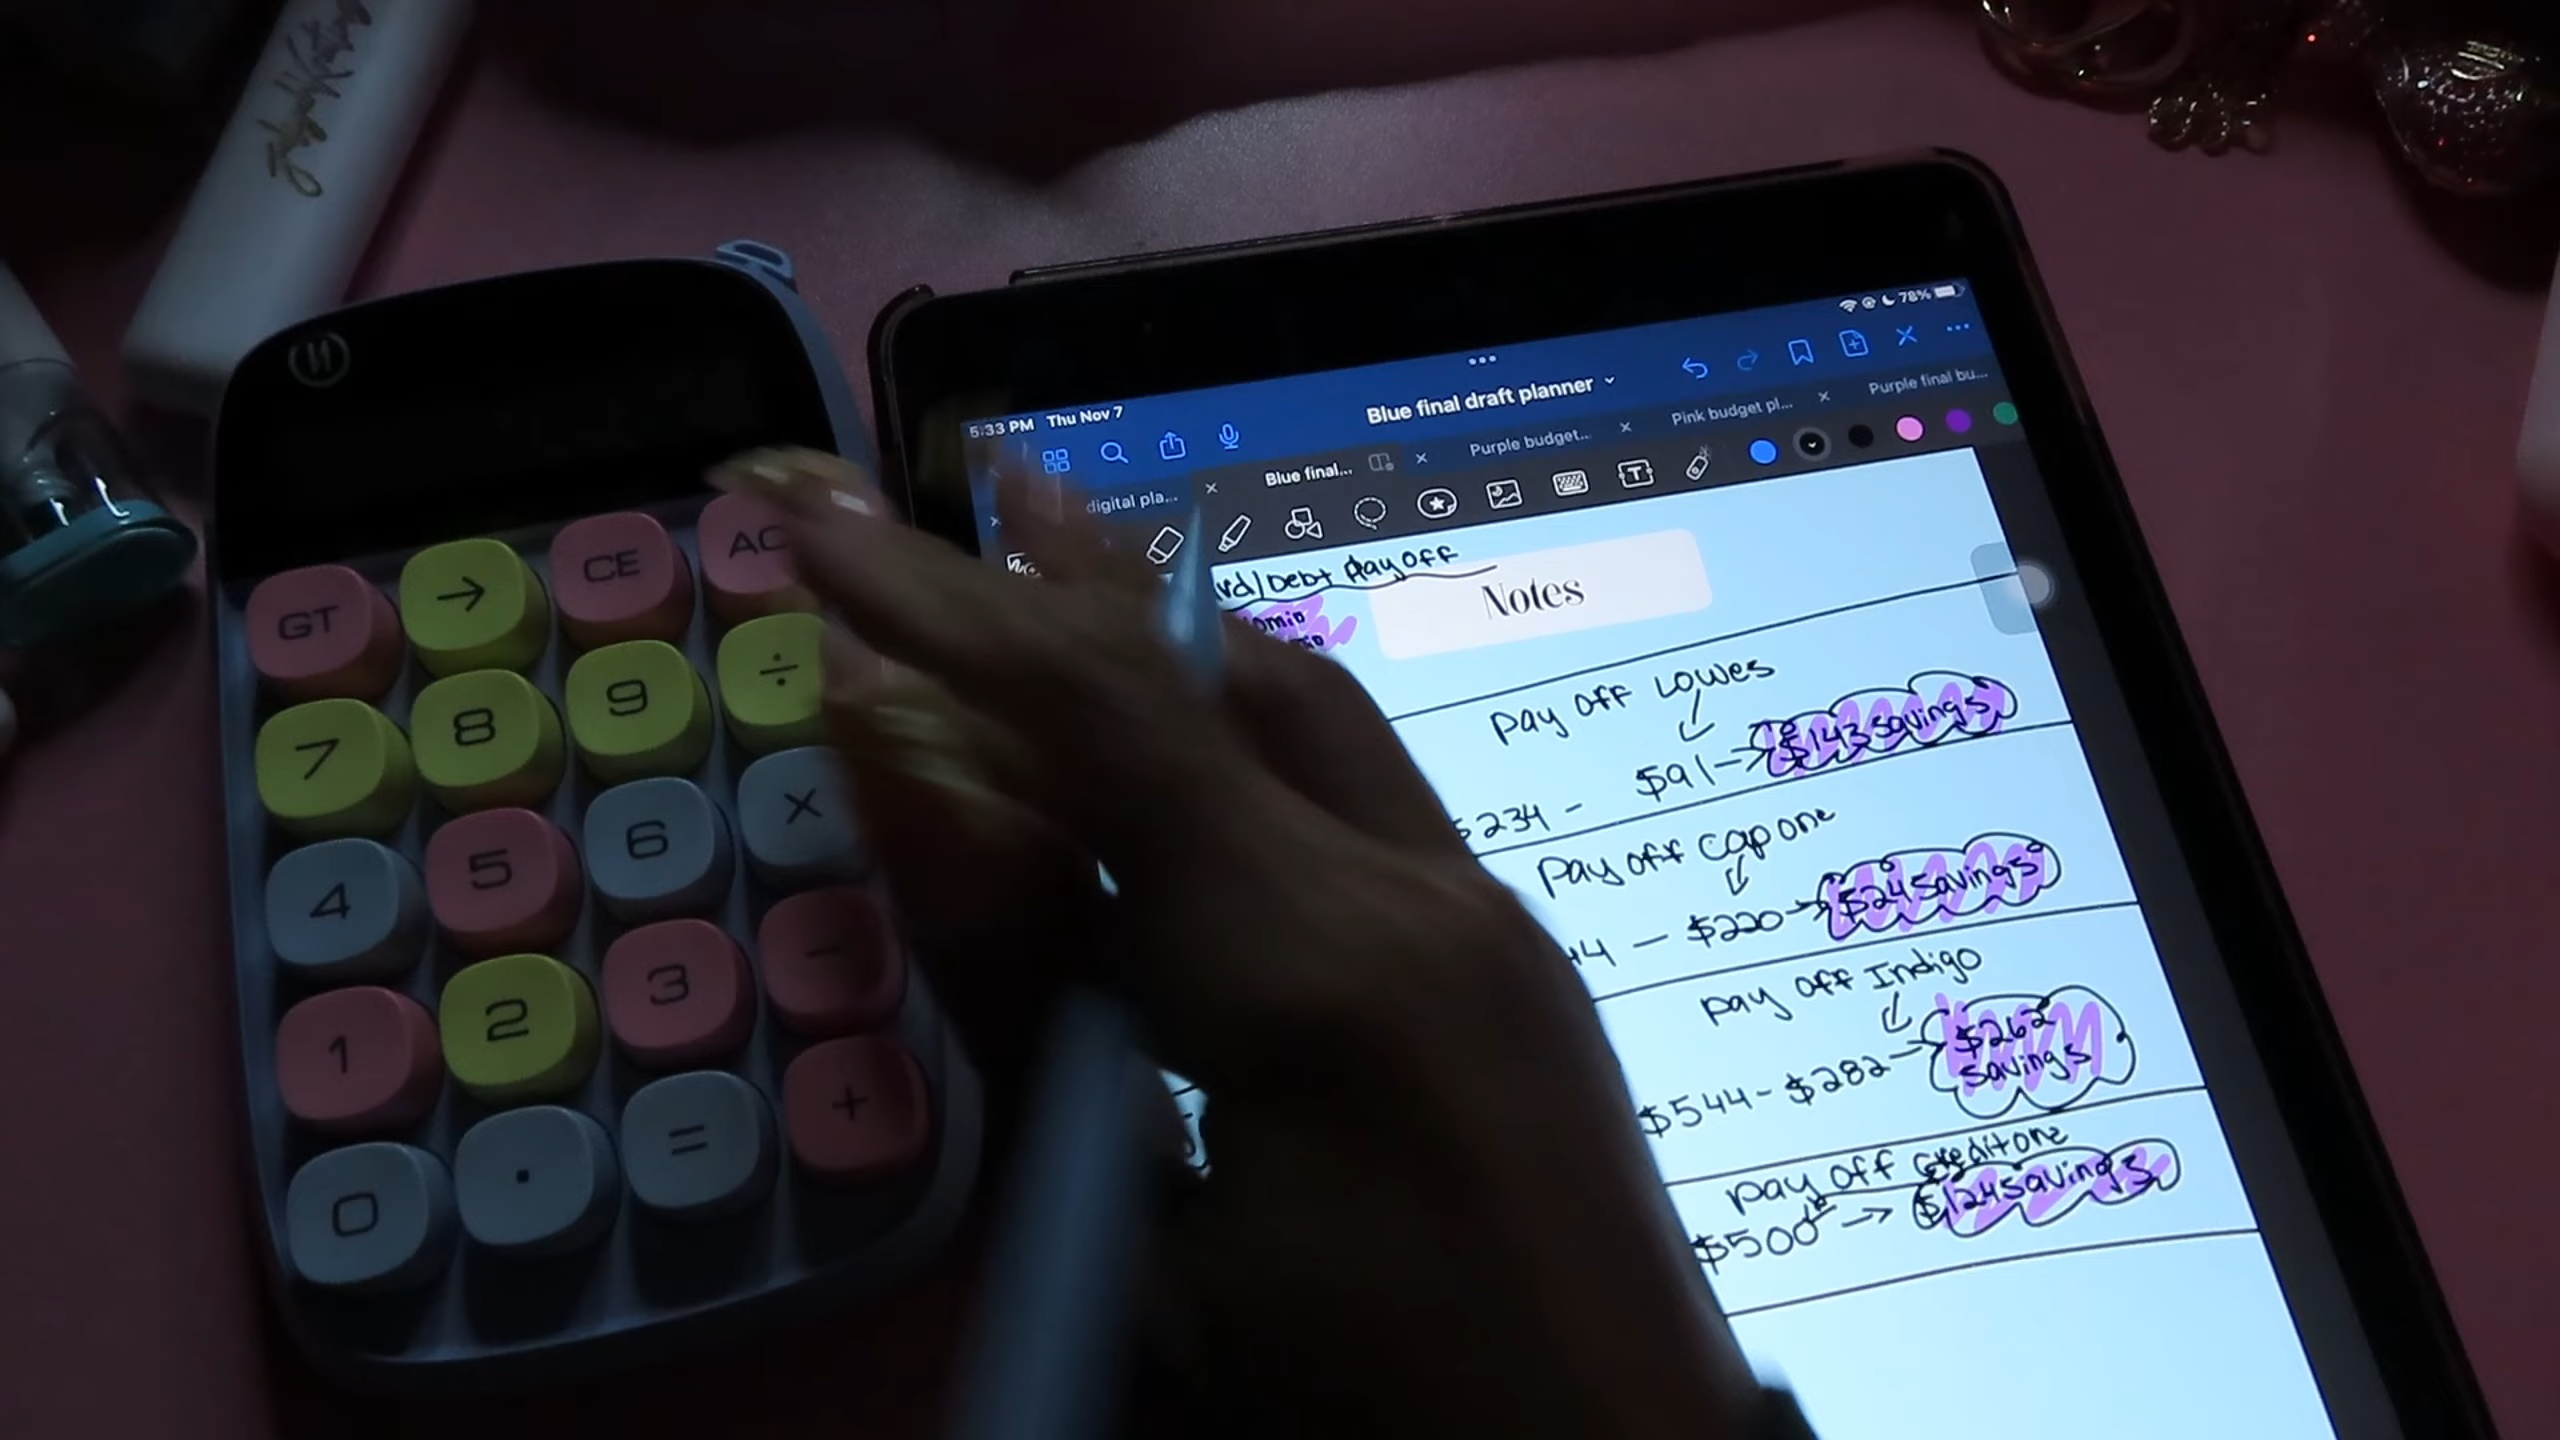 5:33 PM Thu Nov 7
78%
Blue final draft planner
digital pla...
Blue final...
Purple budget...
Pink budget pl...
Purple final bu...
rd/Debt payoff
Notes
pay off Lowes
$234 - $91 → $143 savings
pay off cap one
44 - $220 → $24 savings
pay off Indigo
$544 - $282 → $262
savings
pay off creditone
$500 → $124 savings
GT → CE AC
7 8 9 ÷
4 5 6 X
1 2 3 -
0 . = +